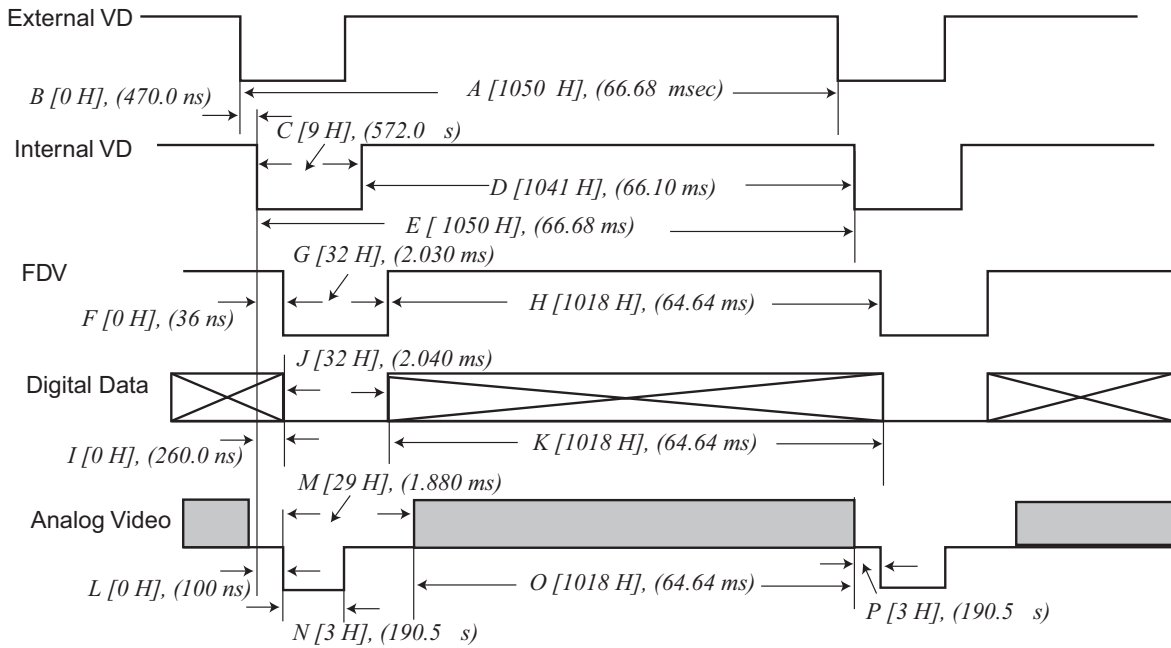 External VD
B [0 H], (470.0 ns)
A [1050 H], (66.68 msec)
C [9 H], (572.0 s)
Internal VD
D [1041 H], (66.10 ms)
E [ 1050 H], (66.68 ms)
G [32 H], (2.030 ms)
FDV
F [0 H], (36 ns)
H [1018 H], (64.64 ms)
J [32 H], (2.040 ms)
Digital Data
I [0 H], (260.0 ns)
K [1018 H], (64.64 ms)
M [29 H], (1.880 ms)
Analog Video
L [0 H], (100 ns)
O [1018 H], (64.64 ms)
P [3 H], (190.5 s)
N [3 H], (190.5 s)